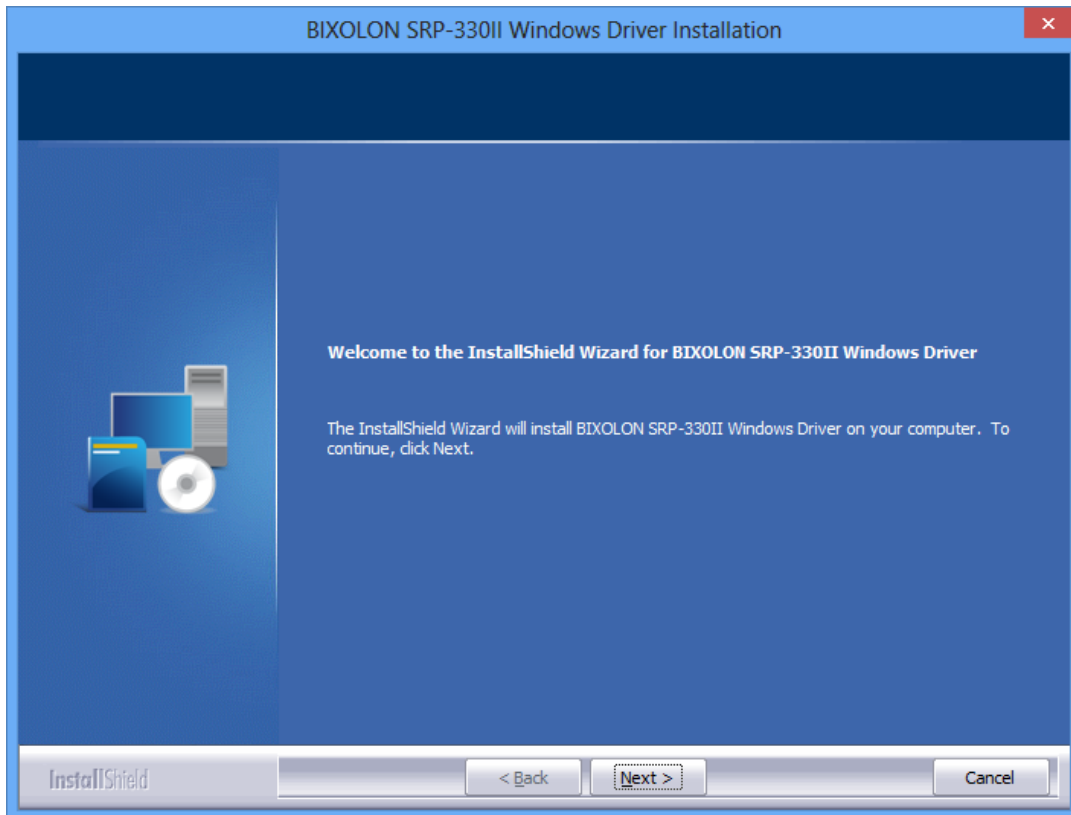 BIXOLON SRP-330II Windows Driver Installation
Welcome to the InstallShield Wizard for BIXOLON SRP-330II Windows Driver
The InstallShield Wizard will install BIXOLON SRP-330II Windows Driver on your computer.  To
continue, click Next.
InstallShield
< Back
Next >
Cancel